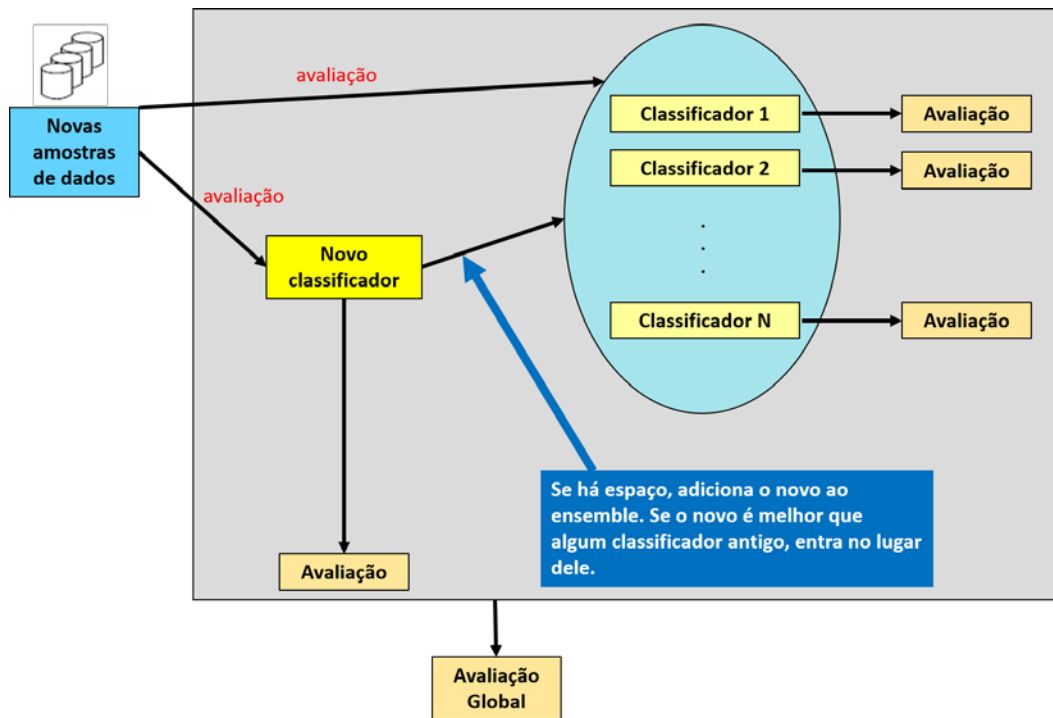 avaliação
Novas
amostras
de dados
avaliação
Classificador 1
Avaliação
Classificador 2
Avaliação
.
.
.
Novo
classificador
Classificador N
Avaliação
Se há espaço, adiciona o novo ao
ensemble. Se o novo é melhor que
algum classificador antigo, entra no lugar
dele.
Avaliação
Avaliação
Global